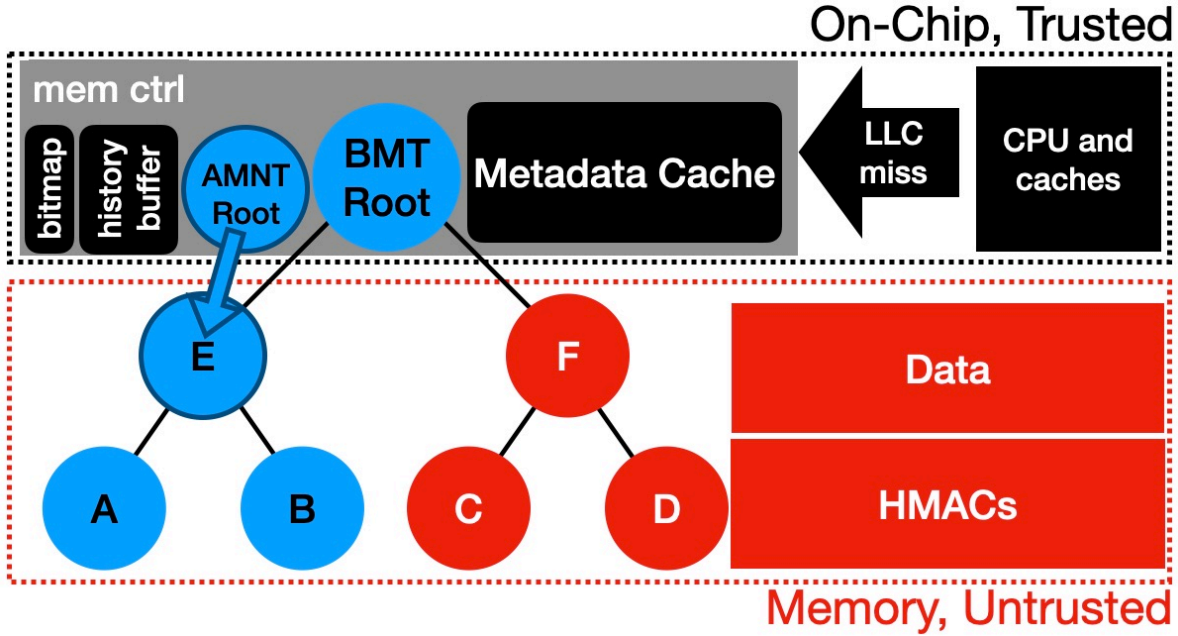 On-Chip, Trusted
mem ctrl
bitmap
history
buffer
AMNT
Root
BMT
Root
Metadata Cache
LLC
miss
CPU and
caches
E
F
Data
A
B
C
D
HMACs
Memory, Untrusted